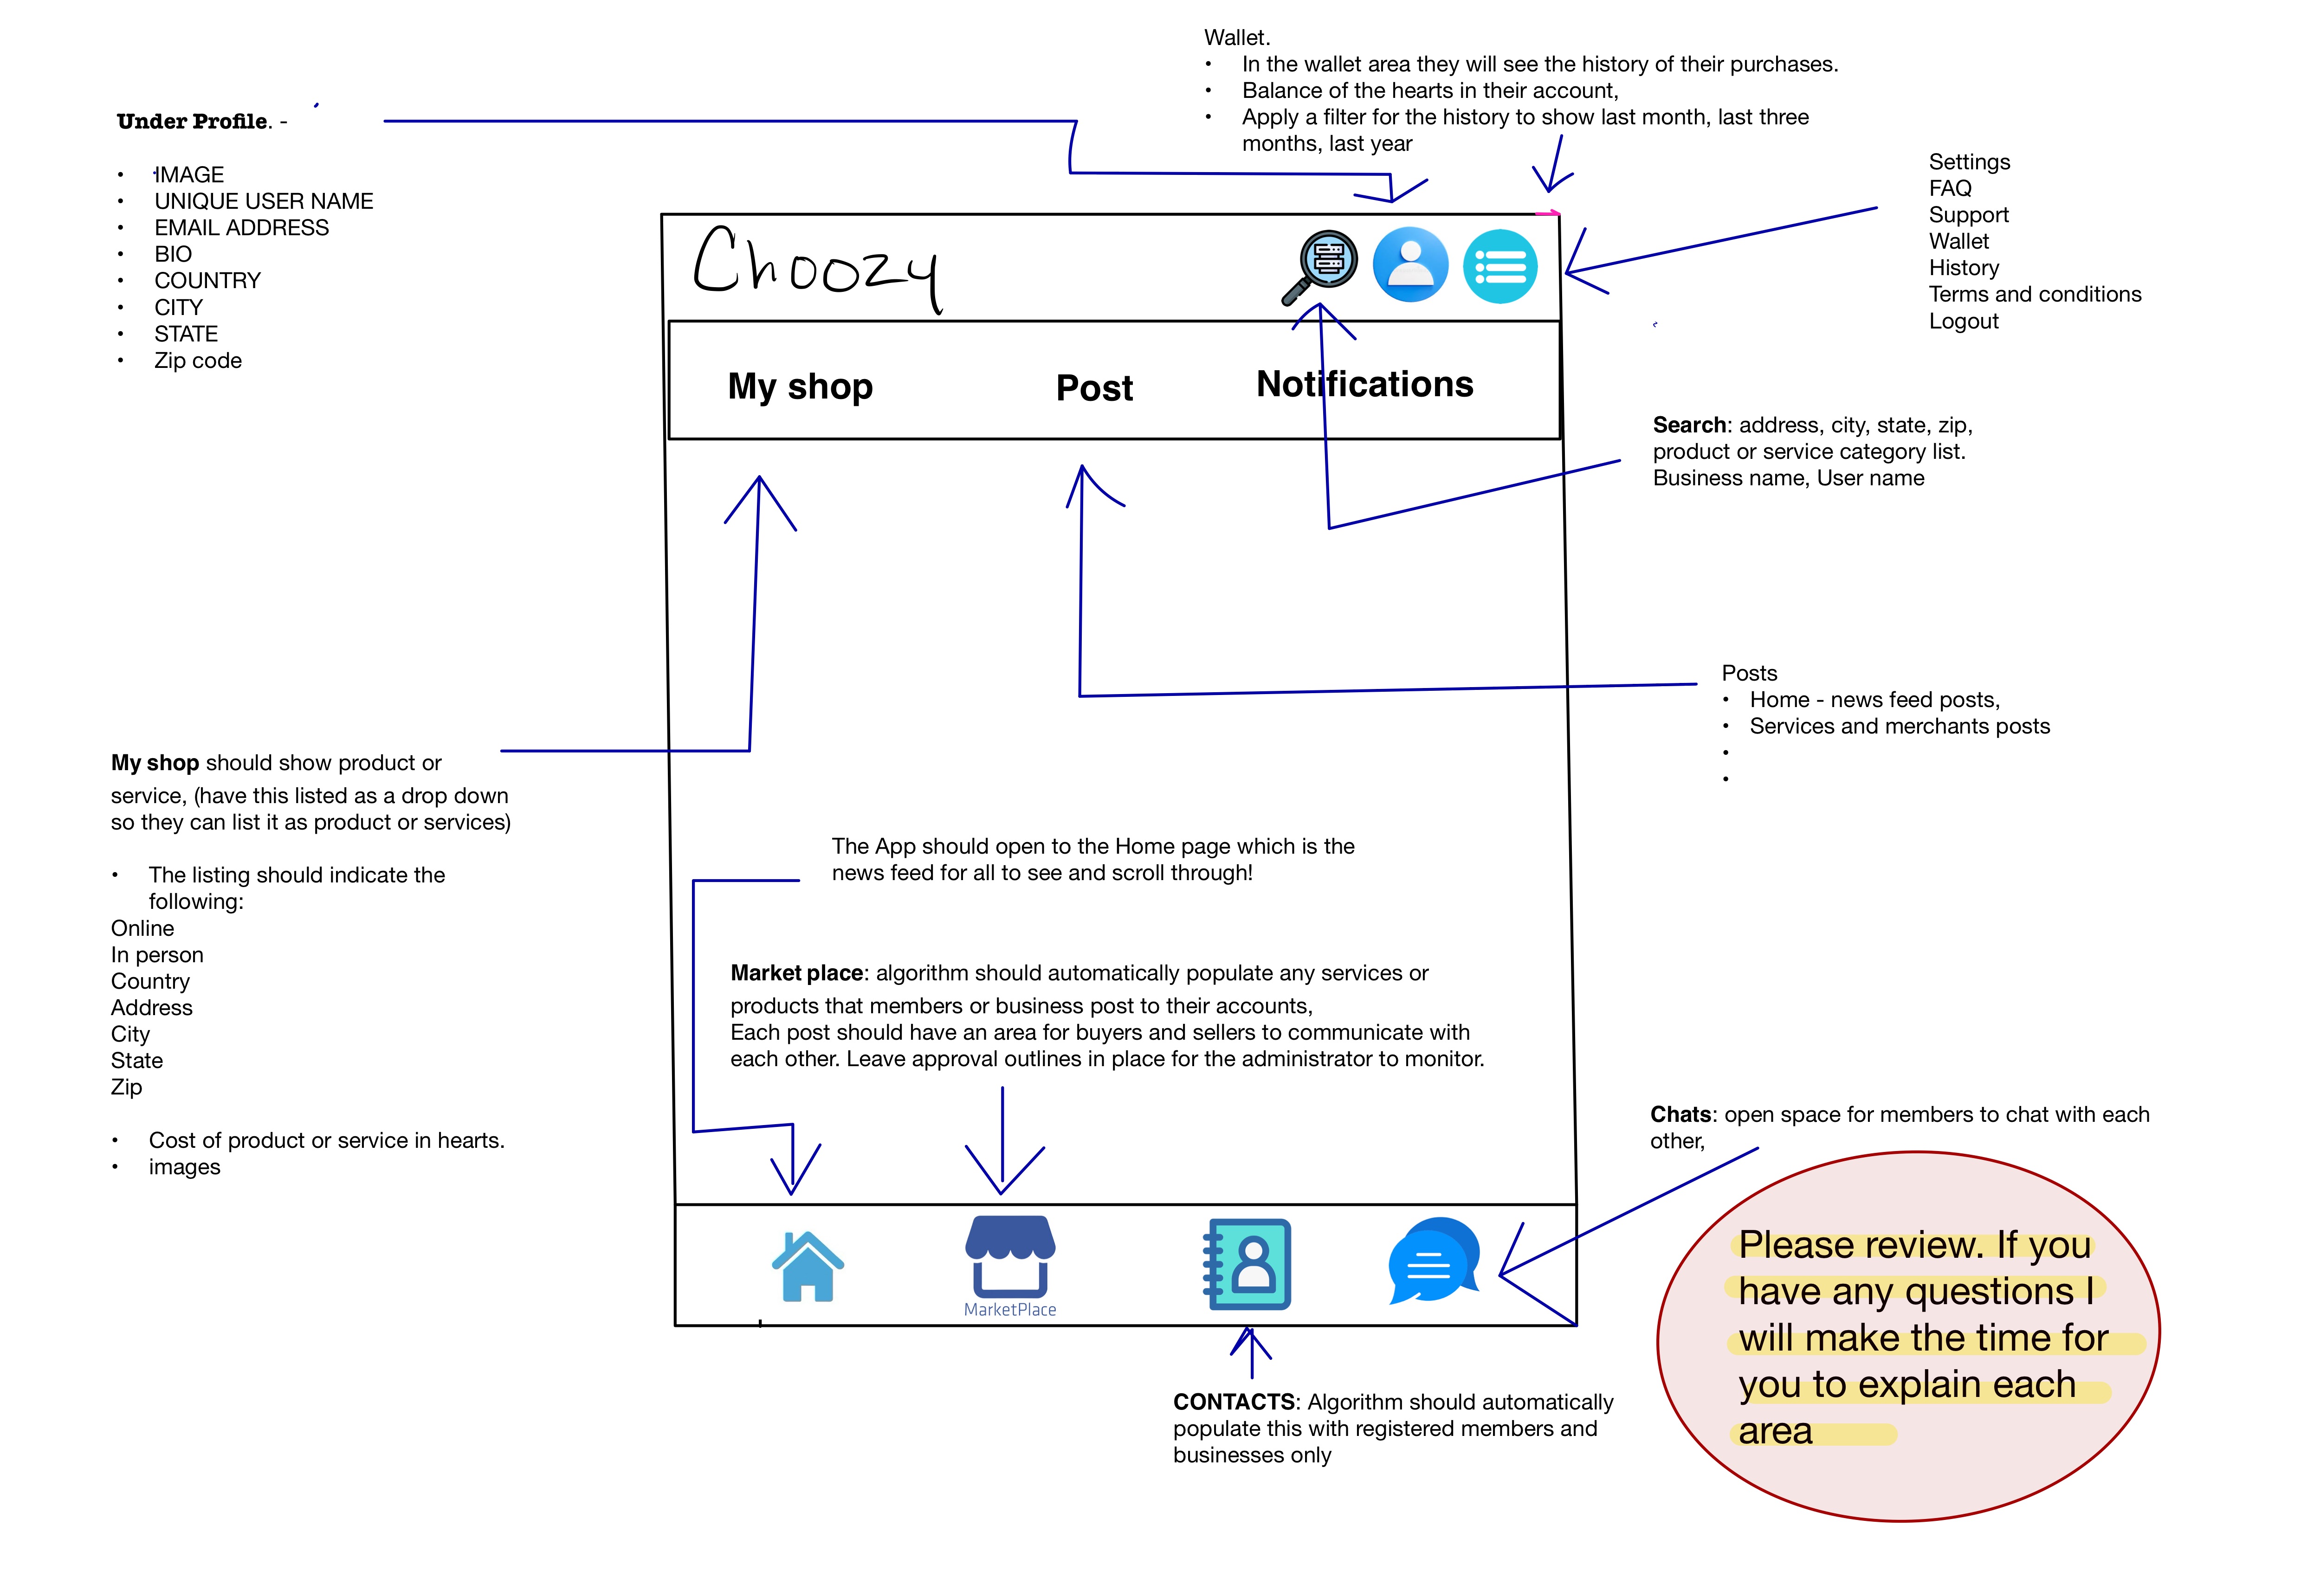 Wallet.
• In the wallet area they will see the history of their purchases.
• Balance of the hearts in their account,
• Apply a filter for the history to show last month, last three
months, last year
Under Profile. -
• IMAGE
• UNIQUE USER NAME
• EMAIL ADDRESS
• BIO
• COUNTRY
• CITY
• STATE
• Zip code
Settings
FAQ
Support
Wallet
History
Terms and conditions
Logout
Choozy
My shop
Post
Notifications
Search: address, city, state, zip,
product or service category list.
Business name, User name
Posts
• Home - news feed posts,
• Services and merchants posts
•
•
My shop should show product or
service, (have this listed as a drop down
so they can list it as product or services)
• The listing should indicate the
following:
Online
In person
Country
Address
City
State
Zip
• Cost of product or service in hearts.
• images
The App should open to the Home page which is the
news feed for all to see and scroll through!
Market place: algorithm should automatically populate any services or
products that members or business post to their accounts,
Each post should have an area for buyers and sellers to communicate with
each other. Leave approval outlines in place for the administrator to monitor.
Chats: open space for members to chat with each
other,
MarketPlace
CONTACTS: Algorithm should automatically
populate this with registered members and
businesses only
Please review. If you
have any questions I
will make the time for
you to explain each
area